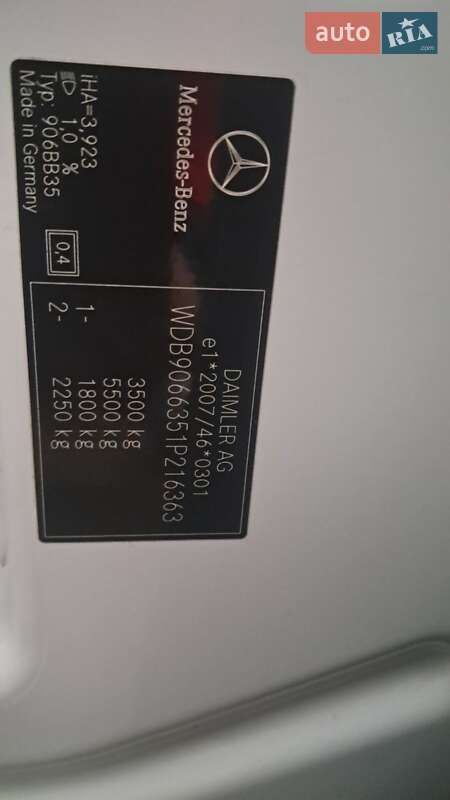 auto RIA.com
Mercedes-Benz
DAIMLER AG
e1*2007/46*0301
WDB9066351P216363
3500 kg
5500 kg
1- 1800 kg
2- 2250 kg
iHA=3,923
1,0 %
Typ: 906BB35
Made in Germany
0,4